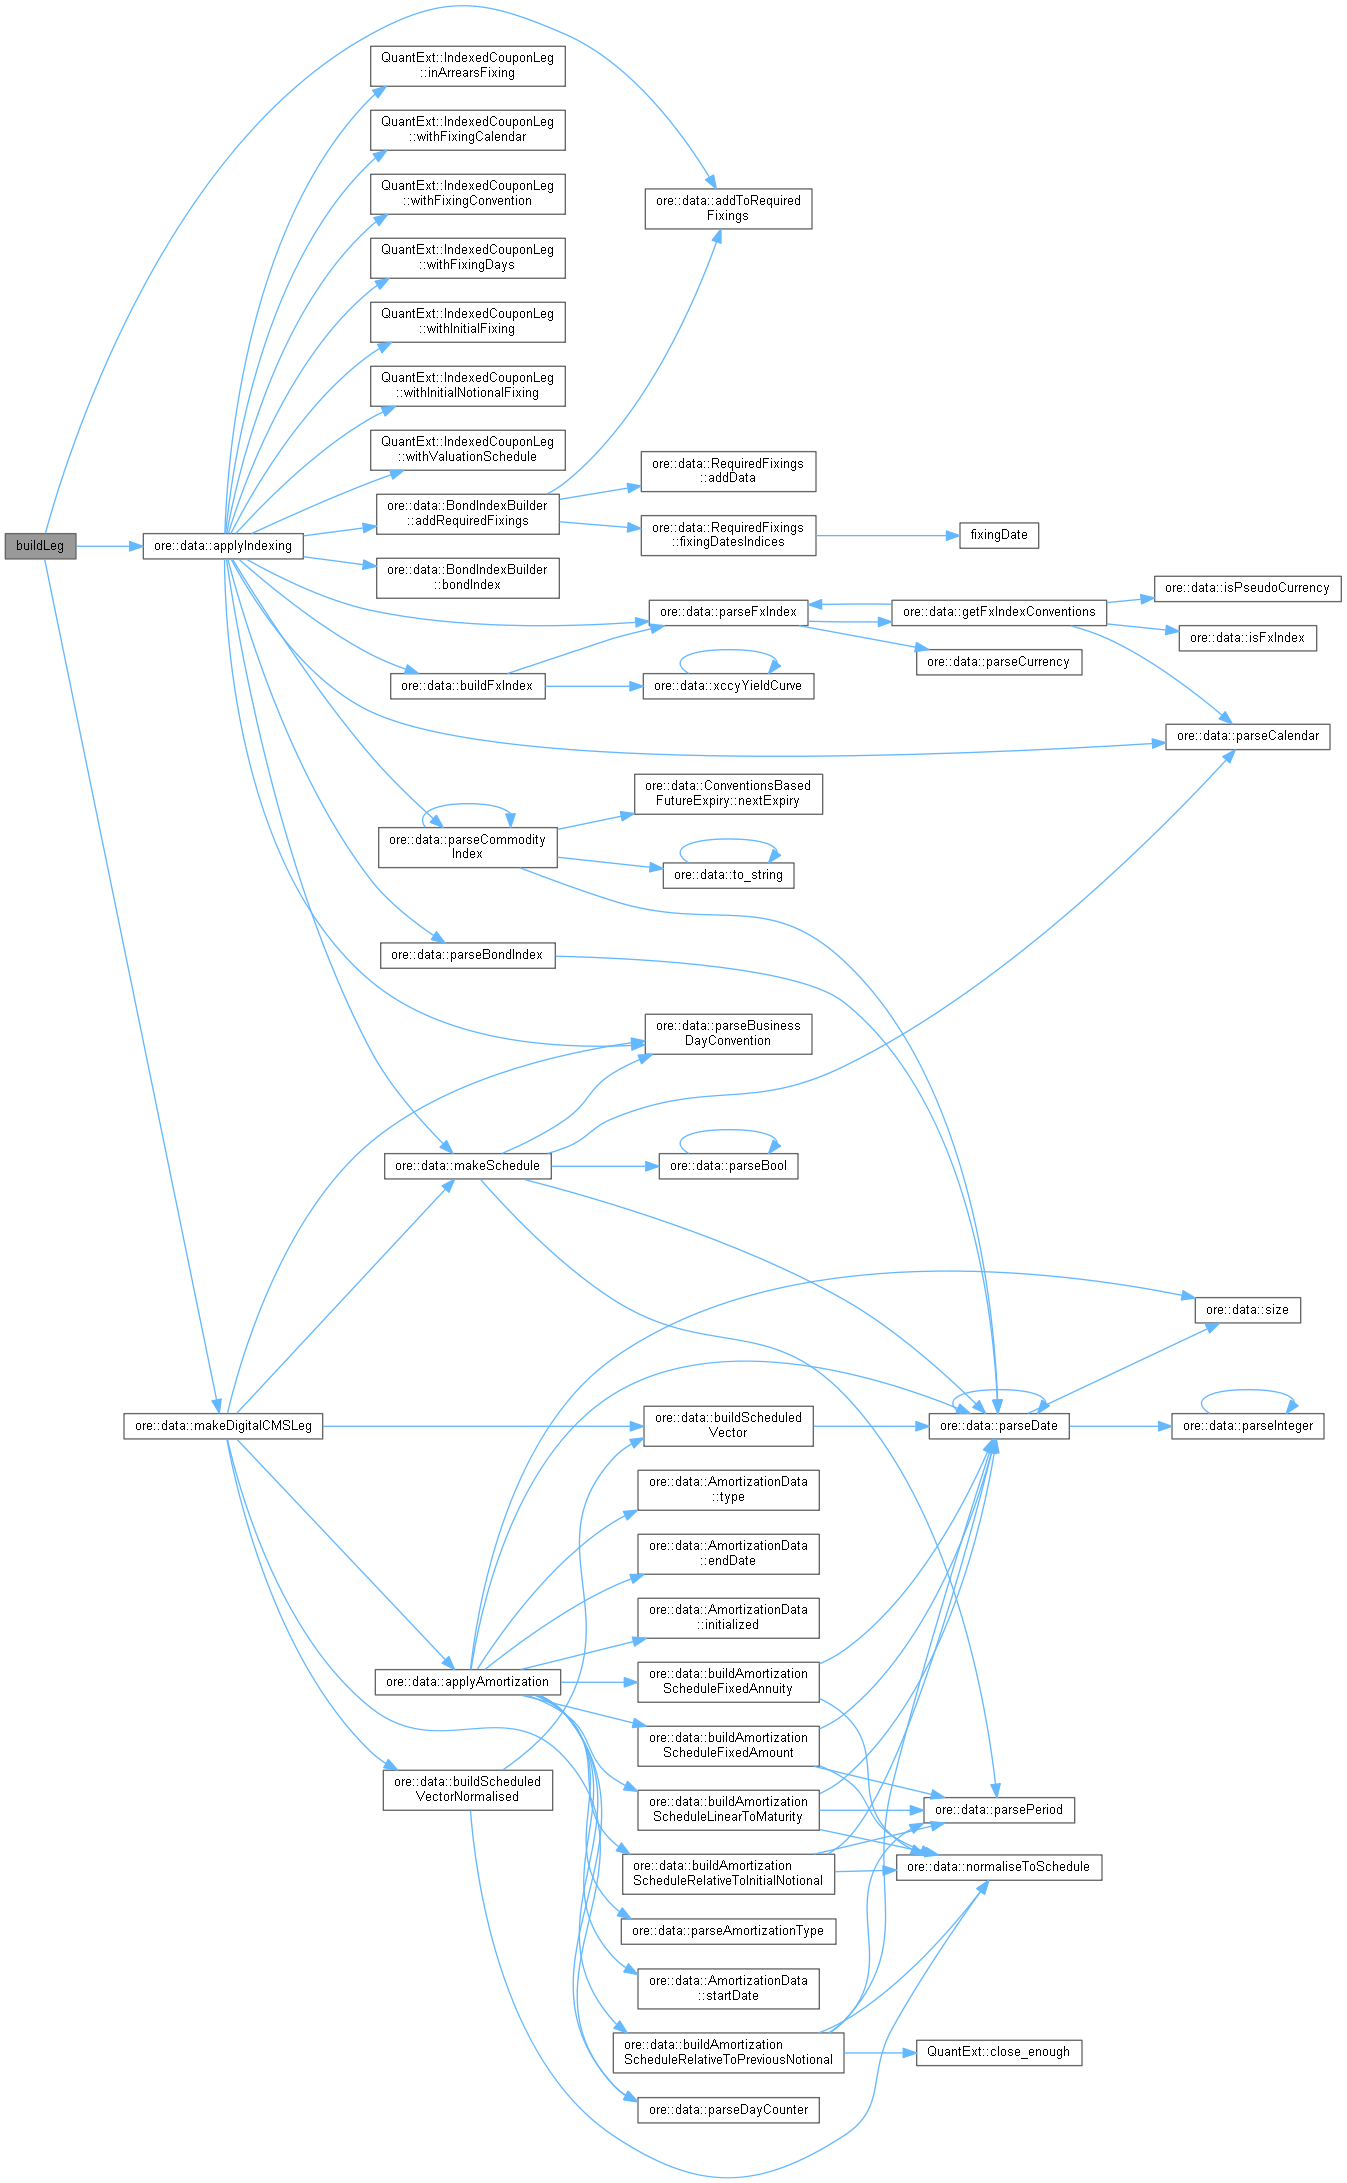 QuantExt::IndexedCouponLeg
::inArrearsFixing
QuantExt::IndexedCouponLeg
::withFixingCalendar
QuantExt::IndexedCouponLeg
::withFixingConvention
ore::data::addToRequired
Fixings
QuantExt::IndexedCouponLeg
::withFixingDays
QuantExt::IndexedCouponLeg
::withInitialFixing
QuantExt::IndexedCouponLeg
::withInitialNotionalFixing
QuantExt::IndexedCouponLeg
::withValuationSchedule
ore::data::RequiredFixings
::addData
ore::data::BondIndexBuilder
::addRequiredFixings
ore::data::RequiredFixings
::fixingDatesIndices
fixingDate
buildLeg
ore::data::applyIndexing
ore::data::BondIndexBuilder
::bondIndex
ore::data::isPseudoCurrency
ore::data::parseFxIndex
ore::data::getFxIndexConventions
ore::data::isFxIndex
ore::data::parseCurrency
ore::data::buildFxIndex
ore::data::xccyYieldCurve
ore::data::parseCalendar
ore::data::ConventionsBased
FutureExpiry::nextExpiry
ore::data::parseCommodity
Index
ore::data::to_string
ore::data::parseBondIndex
ore::data::parseBusiness
DayConvention
ore::data::makeSchedule
ore::data::parseBool
ore::data::size
ore::data::makeDigitalCMSLeg
ore::data::buildScheduled
Vector
ore::data::parseDate
ore::data::parseInteger
ore::data::AmortizationData
::type
ore::data::AmortizationData
::endDate
ore::data::AmortizationData
::initialized
ore::data::applyAmortization
ore::data::buildAmortization
ScheduleFixedAnnuity
ore::data::buildAmortization
ScheduleFixedAmount
ore::data::buildScheduled
VectorNormalised
ore::data::buildAmortization
ScheduleLinearToMaturity
ore::data::parsePeriod
ore::data::buildAmortization
ScheduleRelativeToInitialNotional
ore::data::normaliseToSchedule
ore::data::parseAmortizationType
ore::data::AmortizationData
::startDate
ore::data::buildAmortization
ScheduleRelativeToPreviousNotional
QuantExt::close_enough
ore::data::parseDayCounter